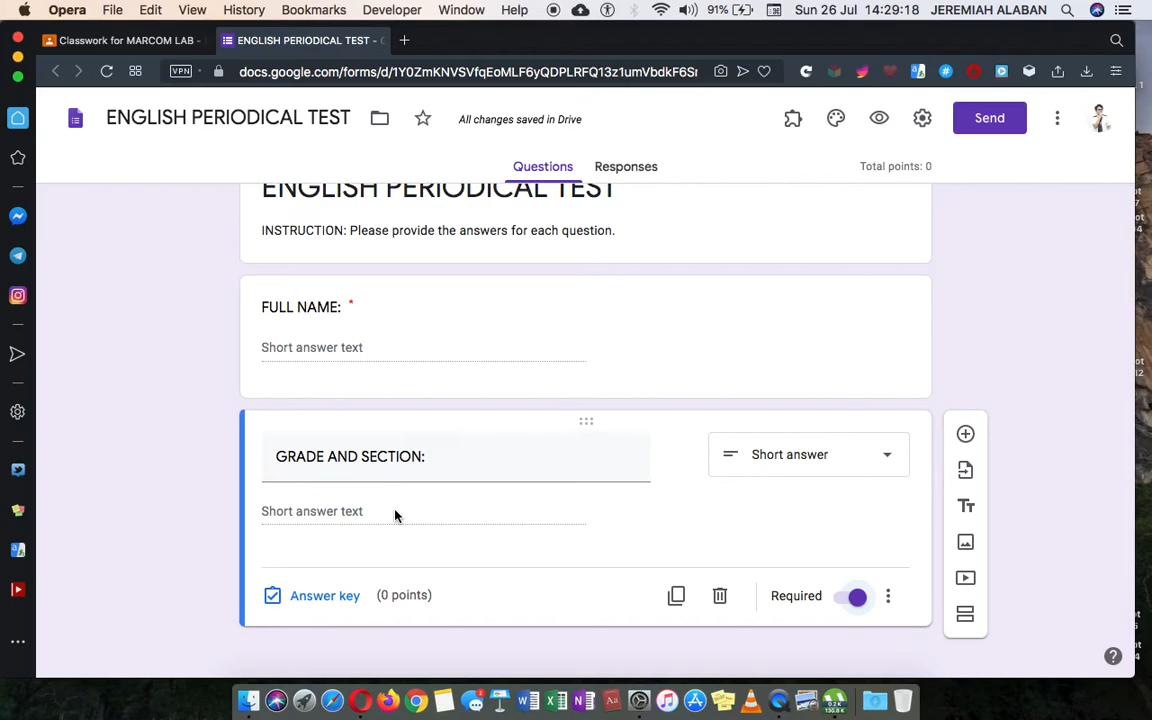 Opera File Edit View History Bookmarks Developer Window Help 91% Sun 26 Jul 14:29:18 JEREMIAH ALABAN
Classwork for MARCOM LAB - ENGLISH PERIODICAL TEST -
VPN docs.google.com/forms/d/1Y0ZmKNVSVfqEoMLF6yQDPLRFQ13z1umVbdkF6Sr
ENGLISH PERIODICAL TEST All changes saved in Drive Send
Questions Responses Total points: 0
ENGLISH PERIODICAL TEST
INSTRUCTION: Please provide the answers for each question.
FULL NAME: *
Short answer text
GRADE AND SECTION:
Short answer
Short answer text
Answer key (0 points) Required